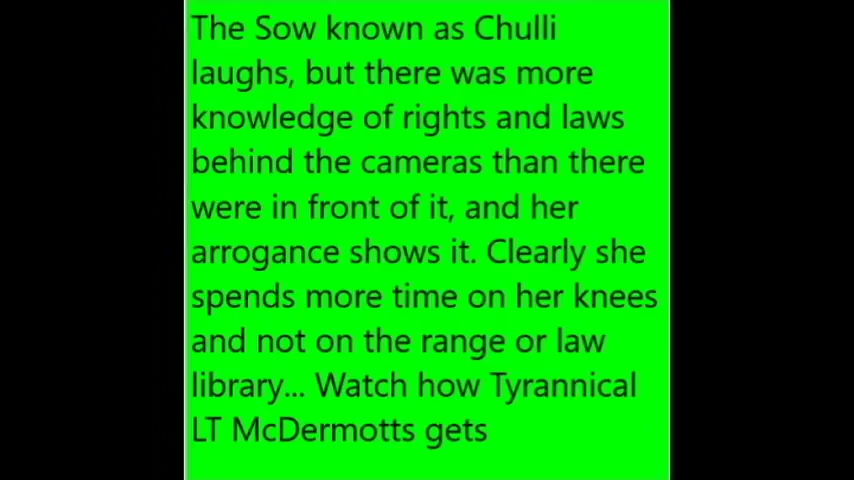 The Sow known as Chulli
laughs, but there was more
knowledge of rights and laws
behind the cameras than there
were in front of it, and her
arrogance shows it. Clearly she
spends more time on her knees
and not on the range or law
library... Watch how Tyrannical
LT McDermotts gets